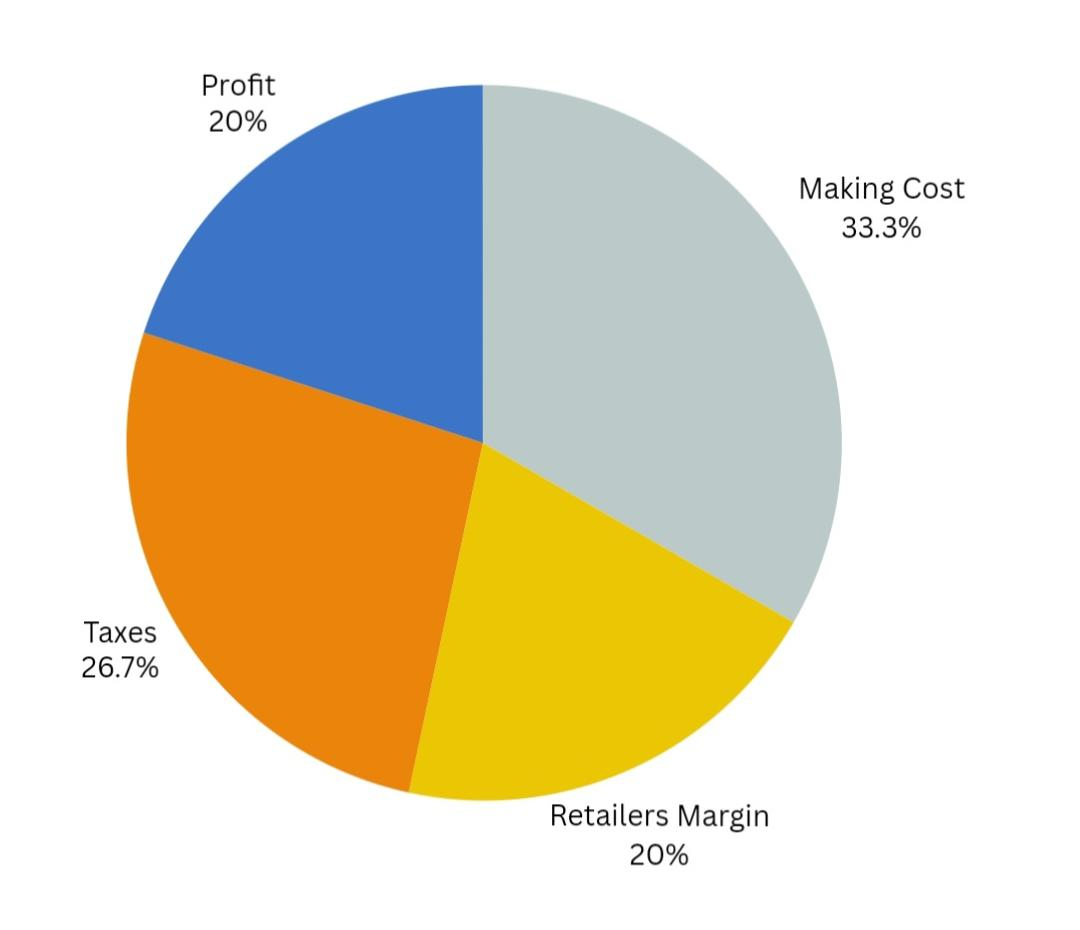 Profit
20%
Making Cost
33.3%
Taxes
26.7%
Retailers Margin
20%